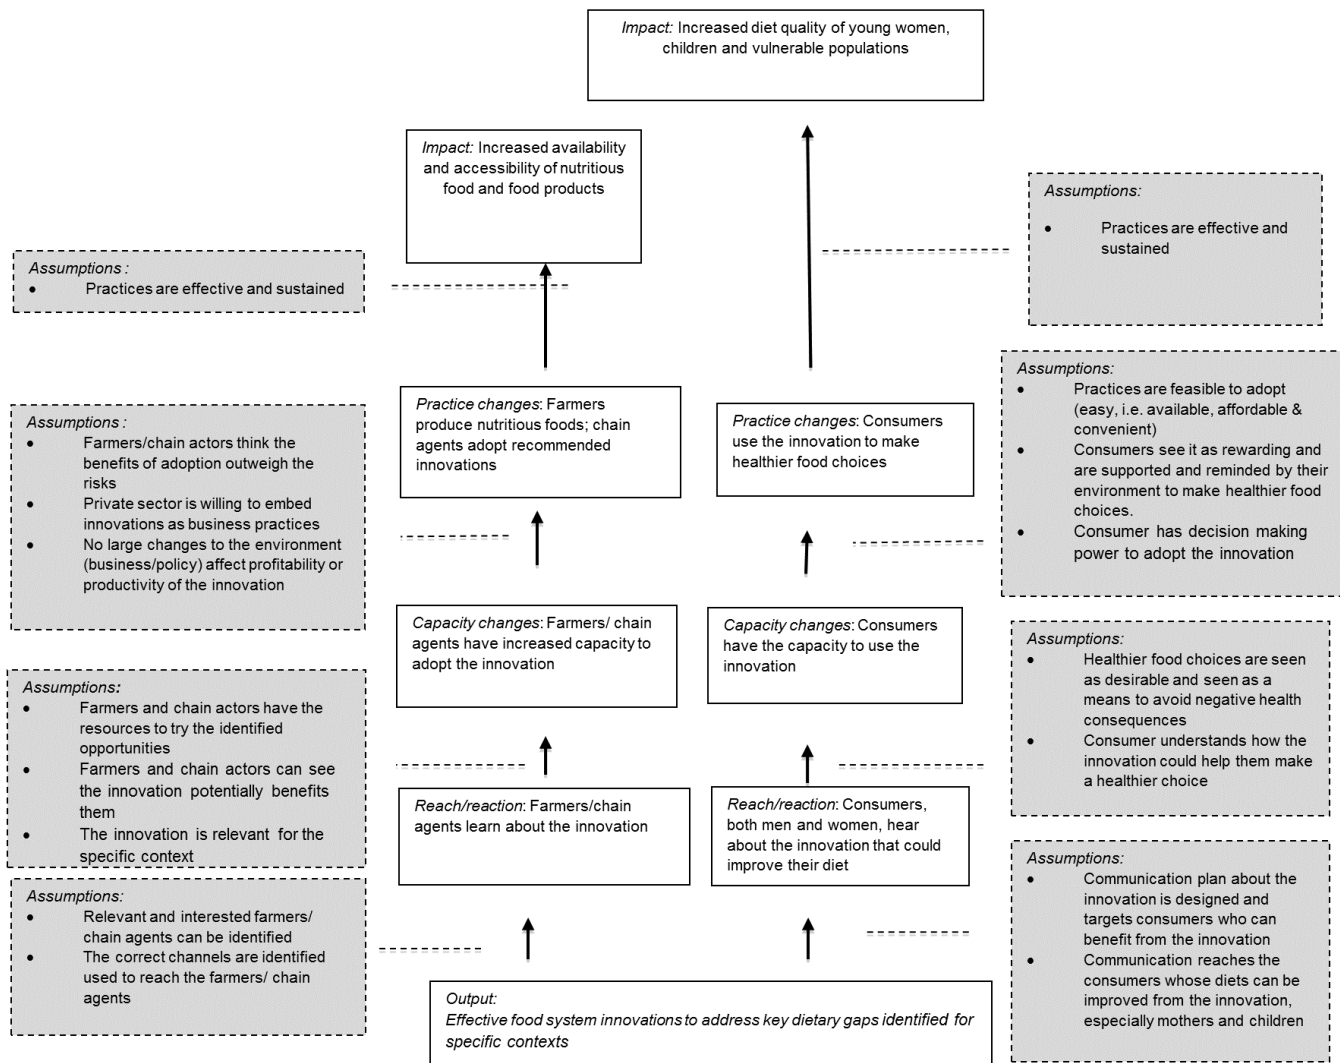 Impact: Increased diet quality of young women,
children and vulnerable populations
Impact: Increased availability
and accessibility of nutritious
food and food products
Assumptions:
• Practices are effective and
sustained
Assumptions :
• Practices are effective and sustained
Assumptions:
• Practices are feasible to adopt
(easy, i.e. available, affordable &
convenient)
• Consumers see it as rewarding and
are supported and reminded by their
environment to make healthier food
choices.
• Consumer has decision making
power to adopt the innovation
Practice changes: Farmers
produce nutritious foods; chain
agents adopt recommended
innovations
Practice changes: Consumers
use the innovation to make
healthier food choices
Assumptions :
• Farmers/chain actors think the
benefits of adoption outweigh the
risks
• Private sector is willing to embed
innovations as business practices
• No large changes to the environment
(business/policy) affect profitability or
productivity of the innovation
Capacity changes: Farmers/ chain
agents have increased capacity to
adopt the innovation
Capacity changes: Consumers
have the capacity to use the
innovation
Assumptions:
• Healthier food choices are seen
as desirable and seen as a
means to avoid negative health
consequences
• Consumer understands how the
innovation could help them make
a healthier choice
Assumptions:
• Farmers and chain actors have the
resources to try the identified
opportunities
• Farmers and chain actors can see
the innovation potentially benefits
them
• The innovation is relevant for the
specific context
Reach/reaction: Farmers/chain
agents learn about the innovation
Reach/reaction: Consumers,
both men and women, hear
about the innovation that could
improve their diet
Assumptions:
• Communication plan about the
innovation is designed and
targets consumers who can
benefit from the innovation
• Communication reaches the
consumers whose diets can be
improved from the innovation,
especially mothers and children
Assumptions:
• Relevant and interested farmers/
chain agents can be identified
• The correct channels are identified
used to reach the farmers/ chain
agents
Output:
Effective food system innovations to address key dietary gaps identified for
specific contexts